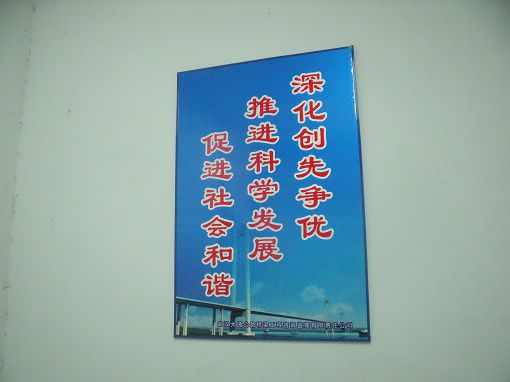 深化创先争优
推进科学发展
促进社会和谐